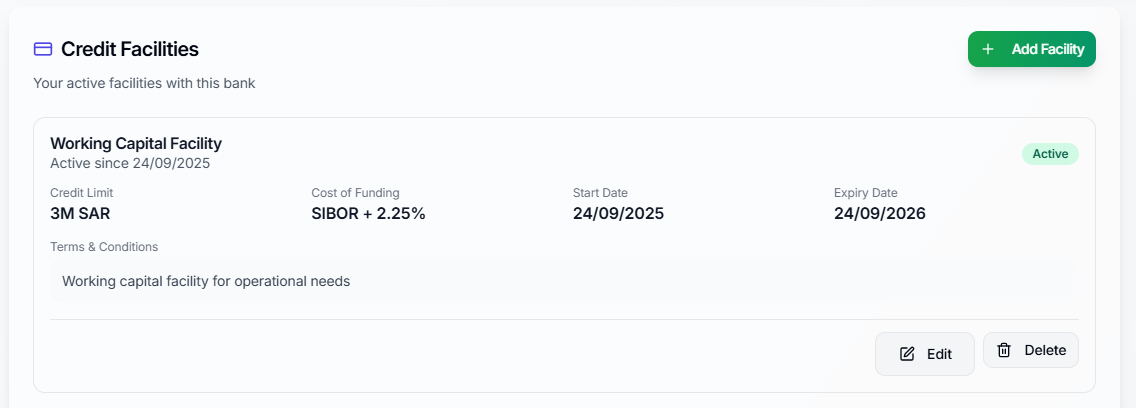 Credit Facilities
Add Facility
Your active facilities with this bank
Working Capital Facility
Active since 24/09/2025
Active
Credit Limit
3M SAR
Cost of Funding
SIBOR + 2.25%
Start Date
24/09/2025
Expiry Date
24/09/2026
Terms & Conditions
Working capital facility for operational needs
Edit
Delete